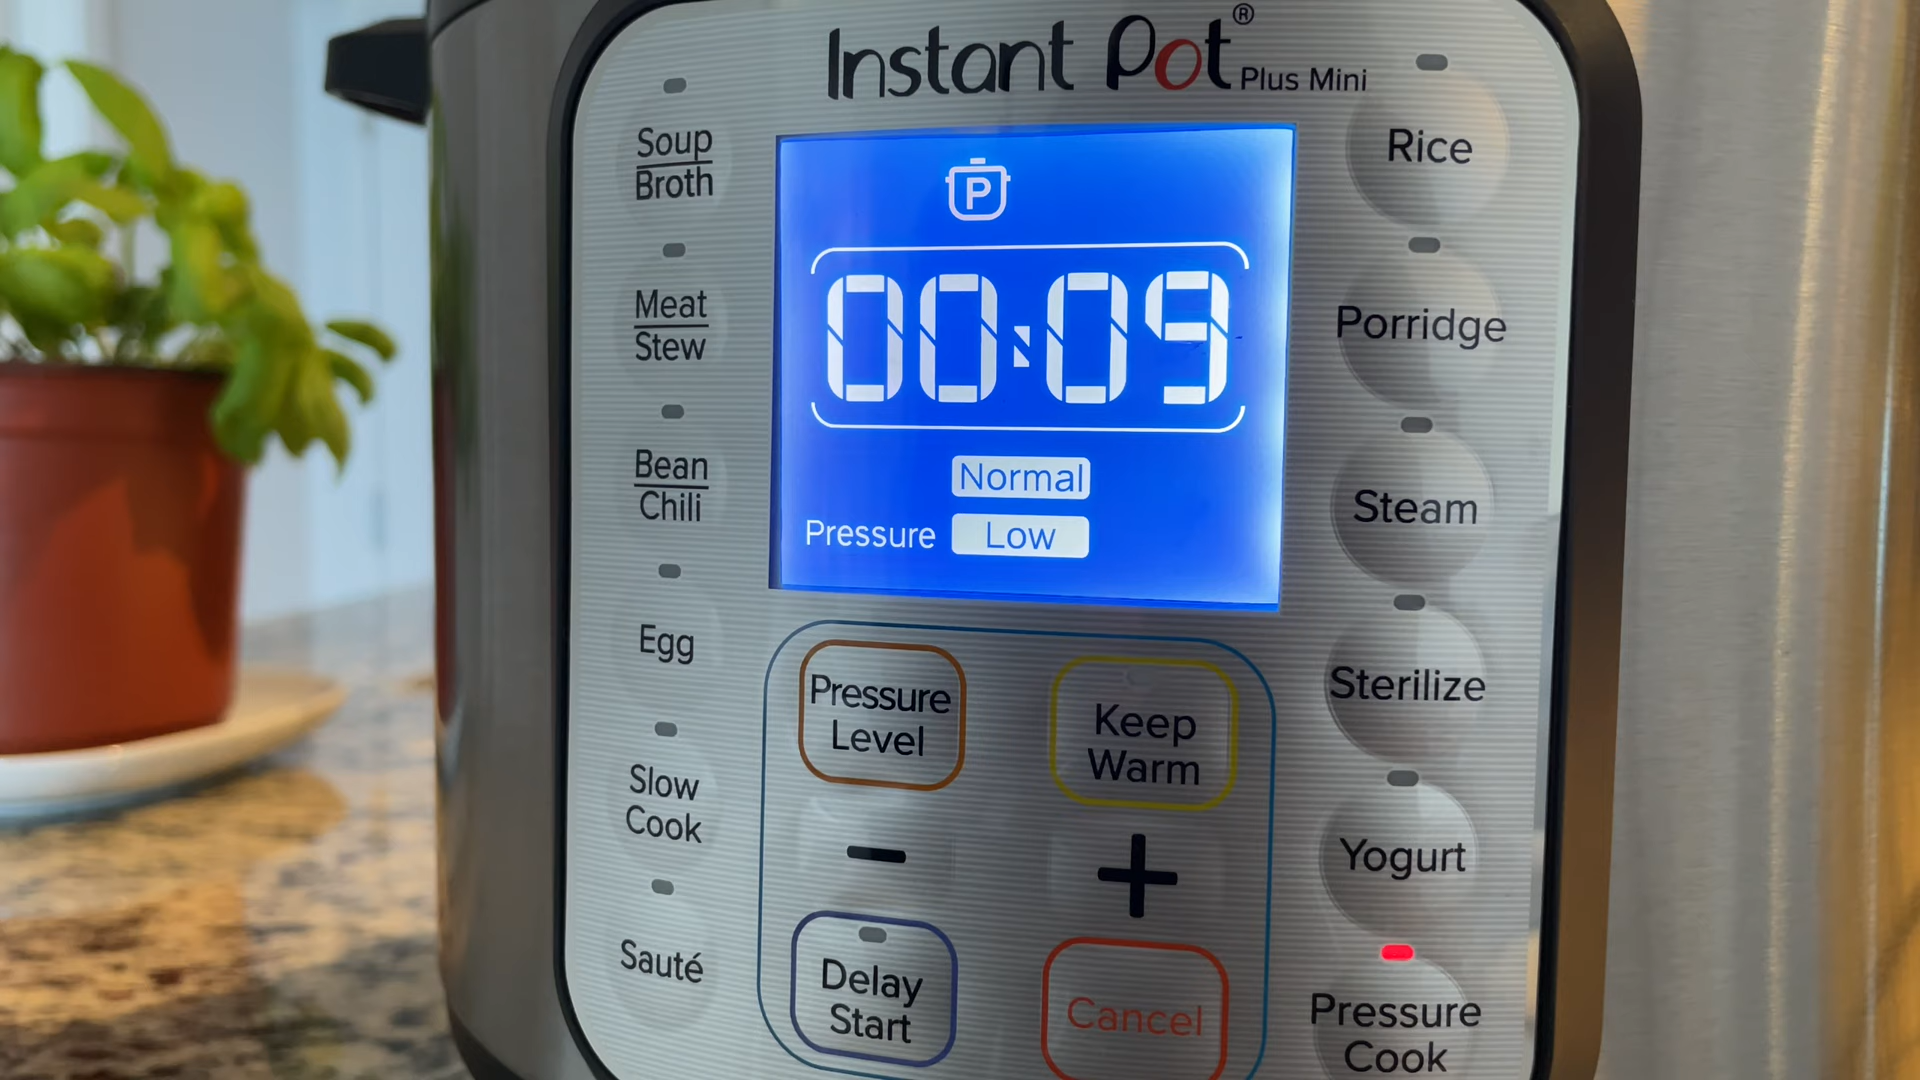 Instant Pot®
Plus Mini
Soup
Broth
Meat
Stew
Bean
Chili
Egg
Slow
Cook
Sauté
P
00:09
Normal
Pressure Low
Pressure
Level
Keep
Warm
−
+
Delay
Start
Cancel
Rice
Porridge
Steam
Sterilize
Yogurt
Pressure
Cook